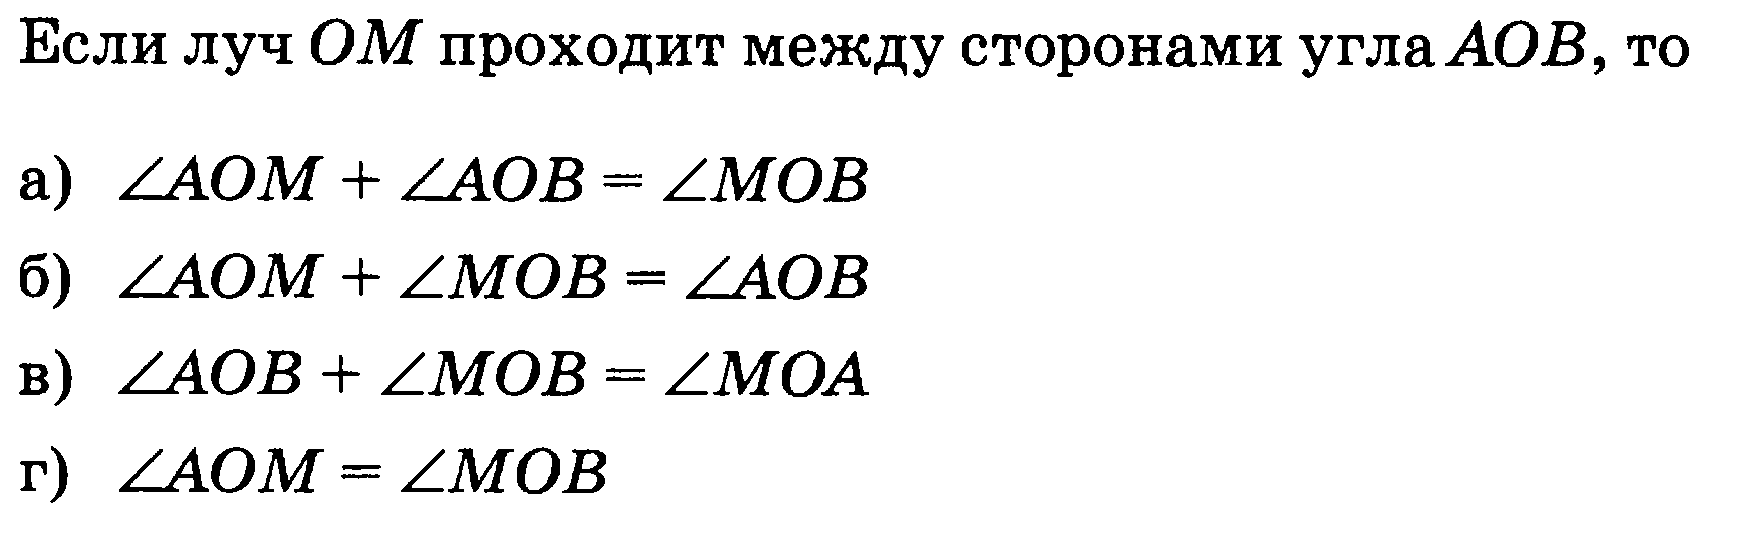 Если луч OM проходит между сторонами угла AOB, то
а) ∠AOM + ∠AOB = ∠MOB
б) ∠AOM + ∠MOB = ∠AOB
в) ∠AOB + ∠MOB = ∠MOA
г) ∠AOM = ∠MOB